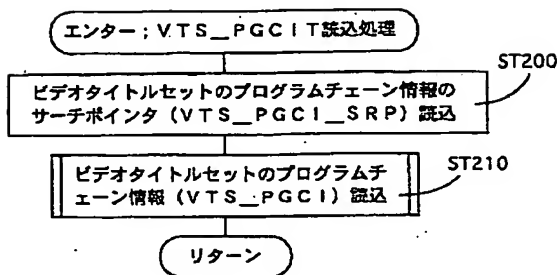 エンター；VTS__PGCIT読込処理
ST200
ビデオタイトルセットのプログラムチェーン情報の
サーチポインタ（VTS__PGCI__SRP）読込
ST210
ビデオタイトルセットのプログラムチ
ェーン情報（VTS__PGCI）読込
リターン